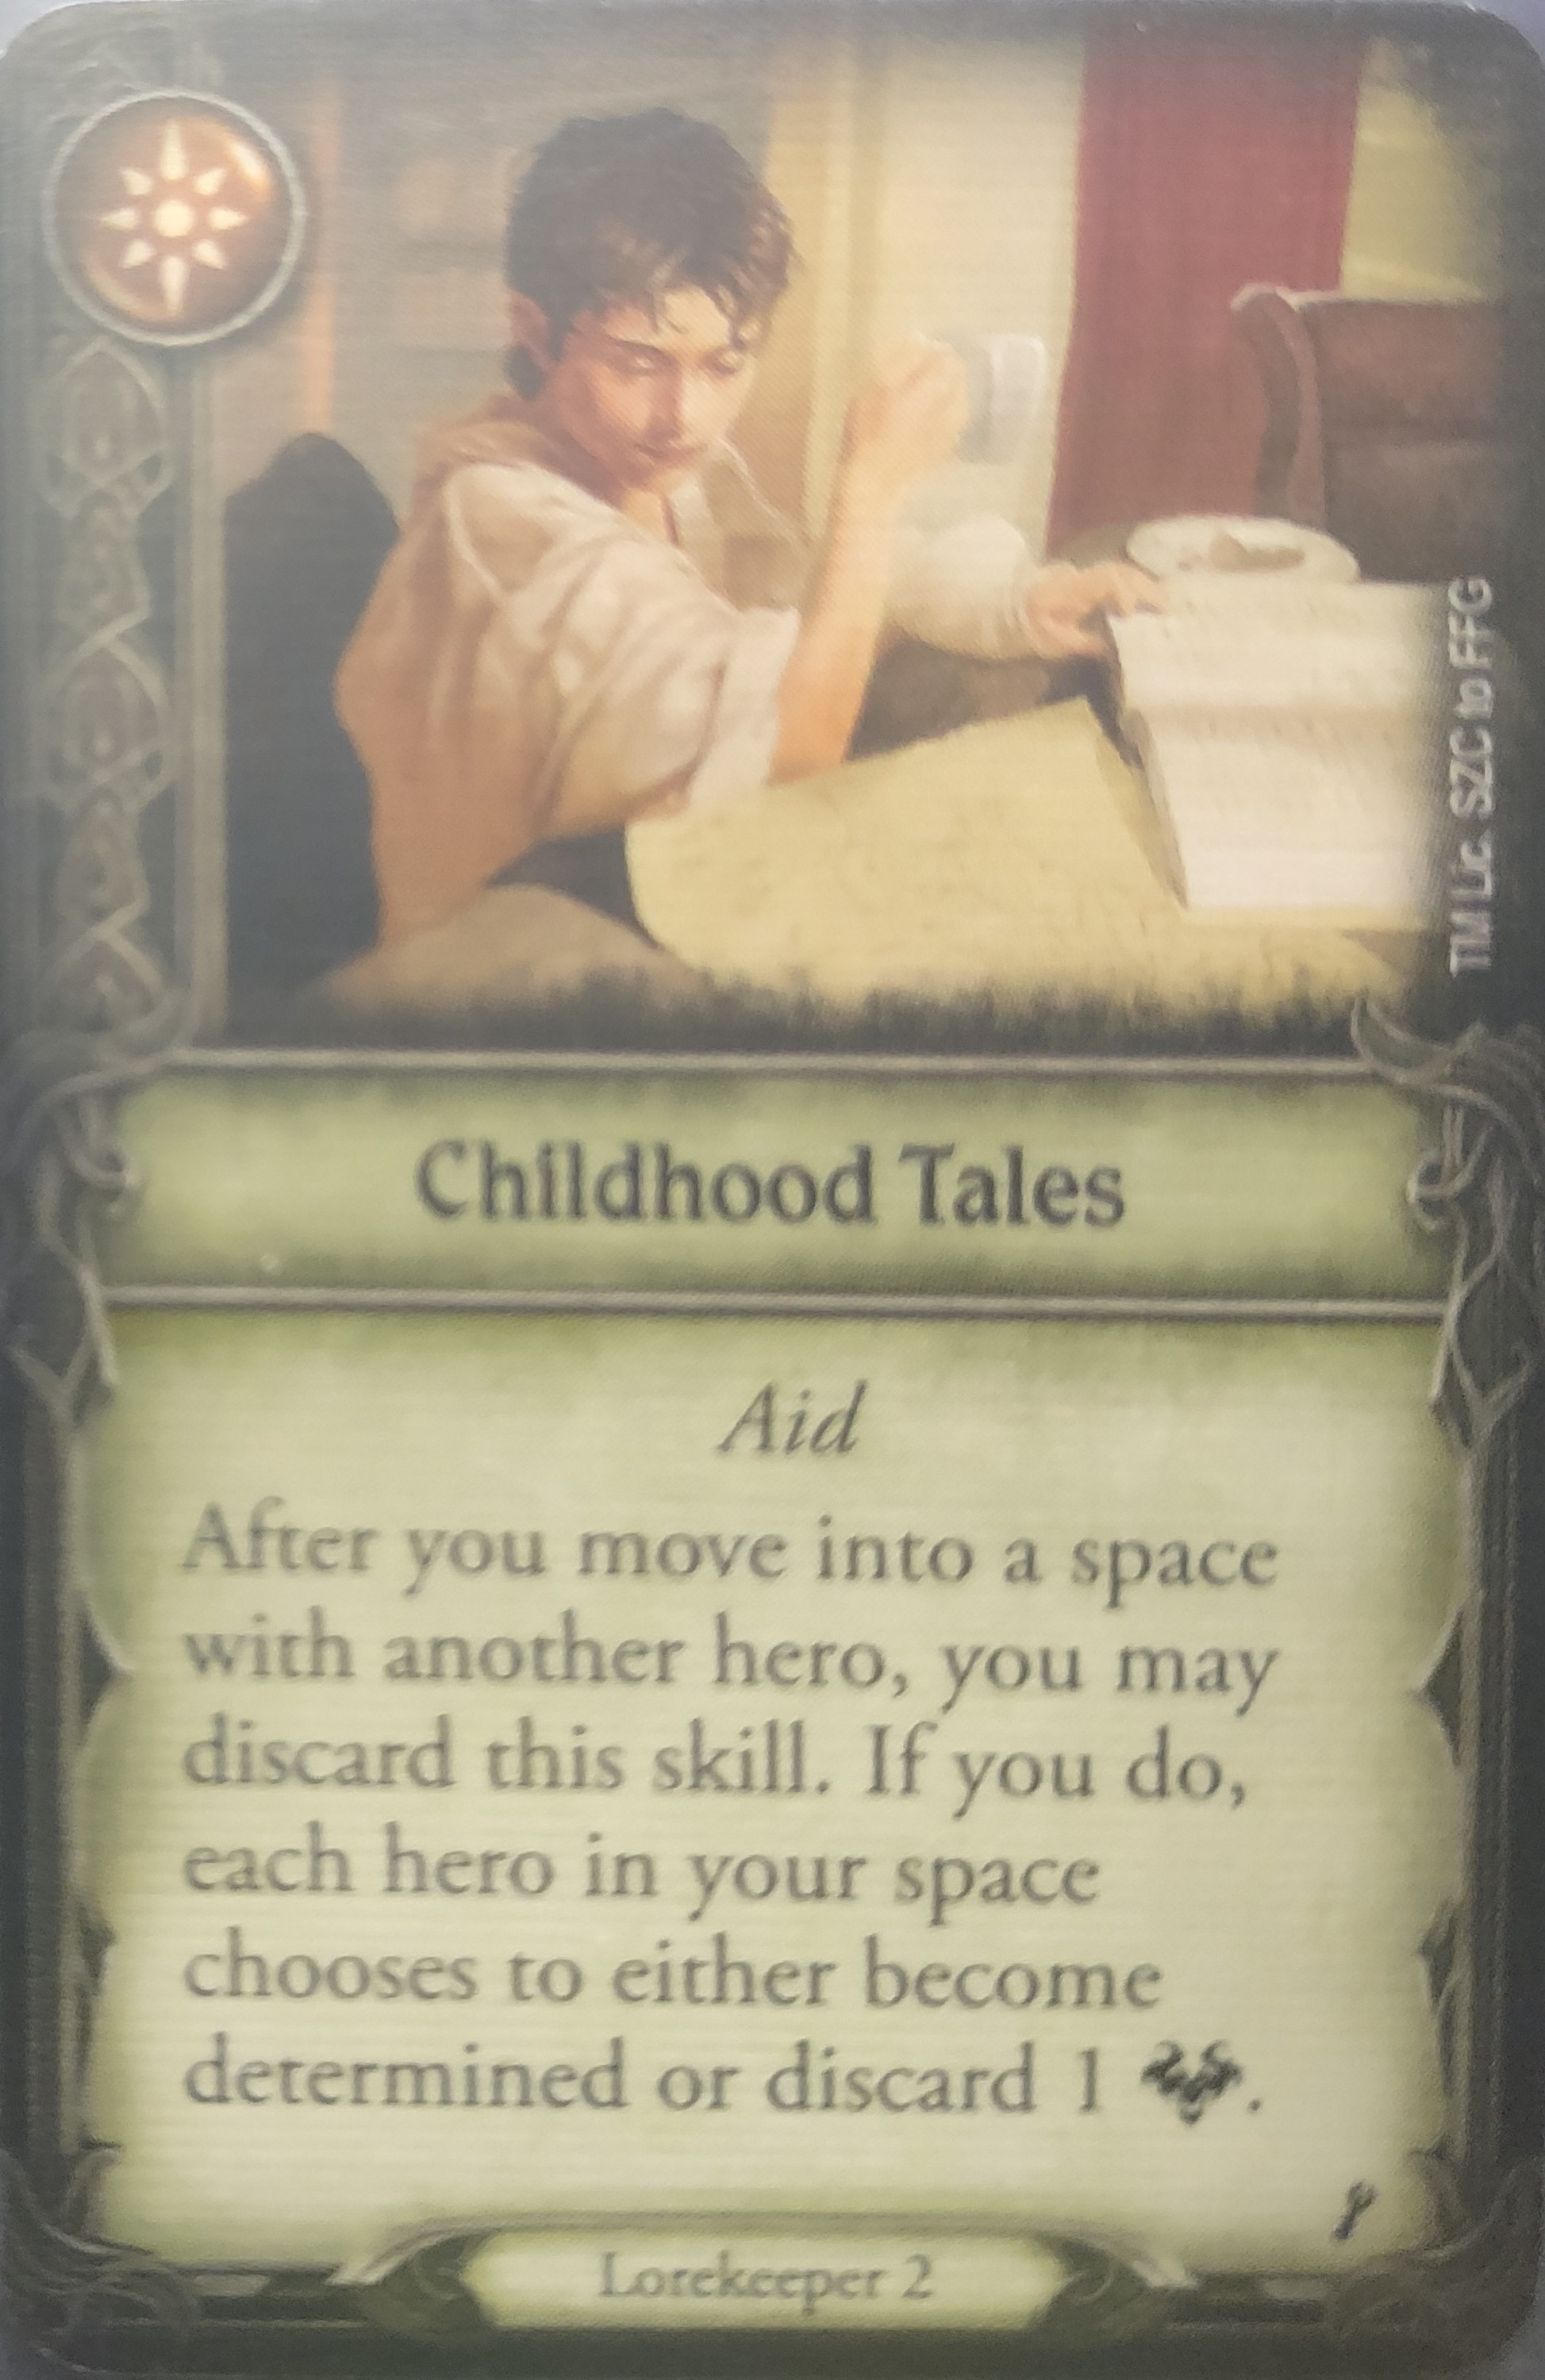 TM Lic. SZC to FFG
Childhood Tales
Aid
After you move into a space
with another hero, you may
discard this skill. If you do,
each hero in your space
chooses to either become
determined or discard 1 .
Lorekeeper 2